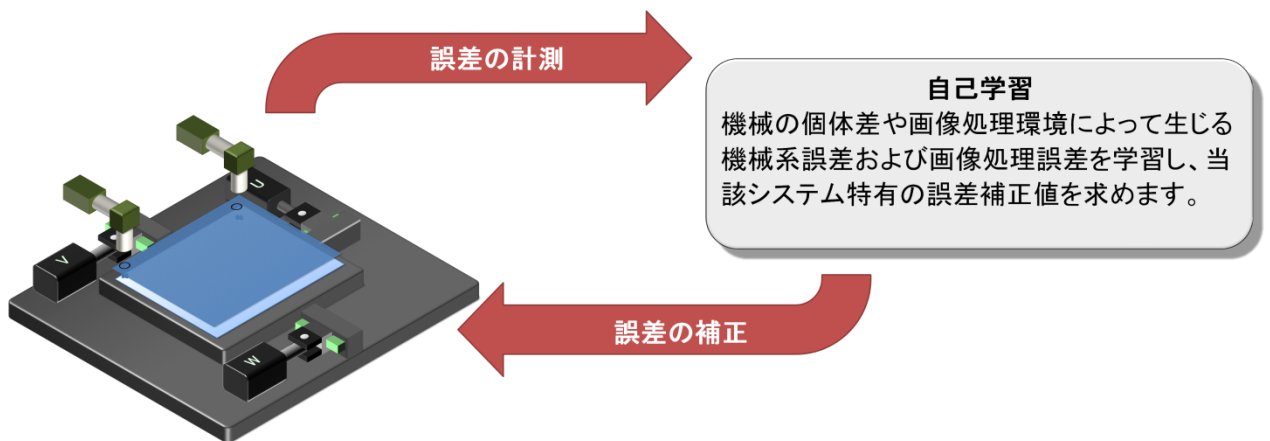 誤差の計測
自己学習
機械の個体差や画像処理環境によって生じる
機械系誤差および画像処理誤差を学習し、当
該システム特有の誤差補正値を求めます。
U
V
誤差の補正
W